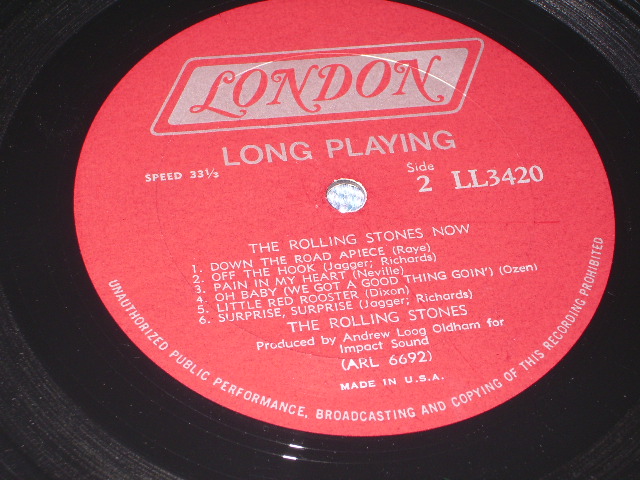 LONDON
LONG PLAYING
SPEED 33⅓
Side
2 LL3420
THE ROLLING STONES NOW
1. DOWN THE ROAD APIECE (Raye)
2. OFF THE HOOK (Jagger; Richards)
3. PAIN IN MY HEART (Neville)
4. OH BABY (WE GOT A GOOD THING GOIN') (Ozen)
5. LITTLE RED ROOSTER (Dixon)
6. SURPRISE, SURPRISE (Jagger; Richards)
THE ROLLING STONES
Produced by Andrew Loog Oldham for
Impact Sound
(ARL 6692)
MADE IN U.S.A.
UNAUTHORIZED PUBLIC PERFORMANCE, BROADCASTING AND COPYING OF THIS RECORDING PROHIBITED